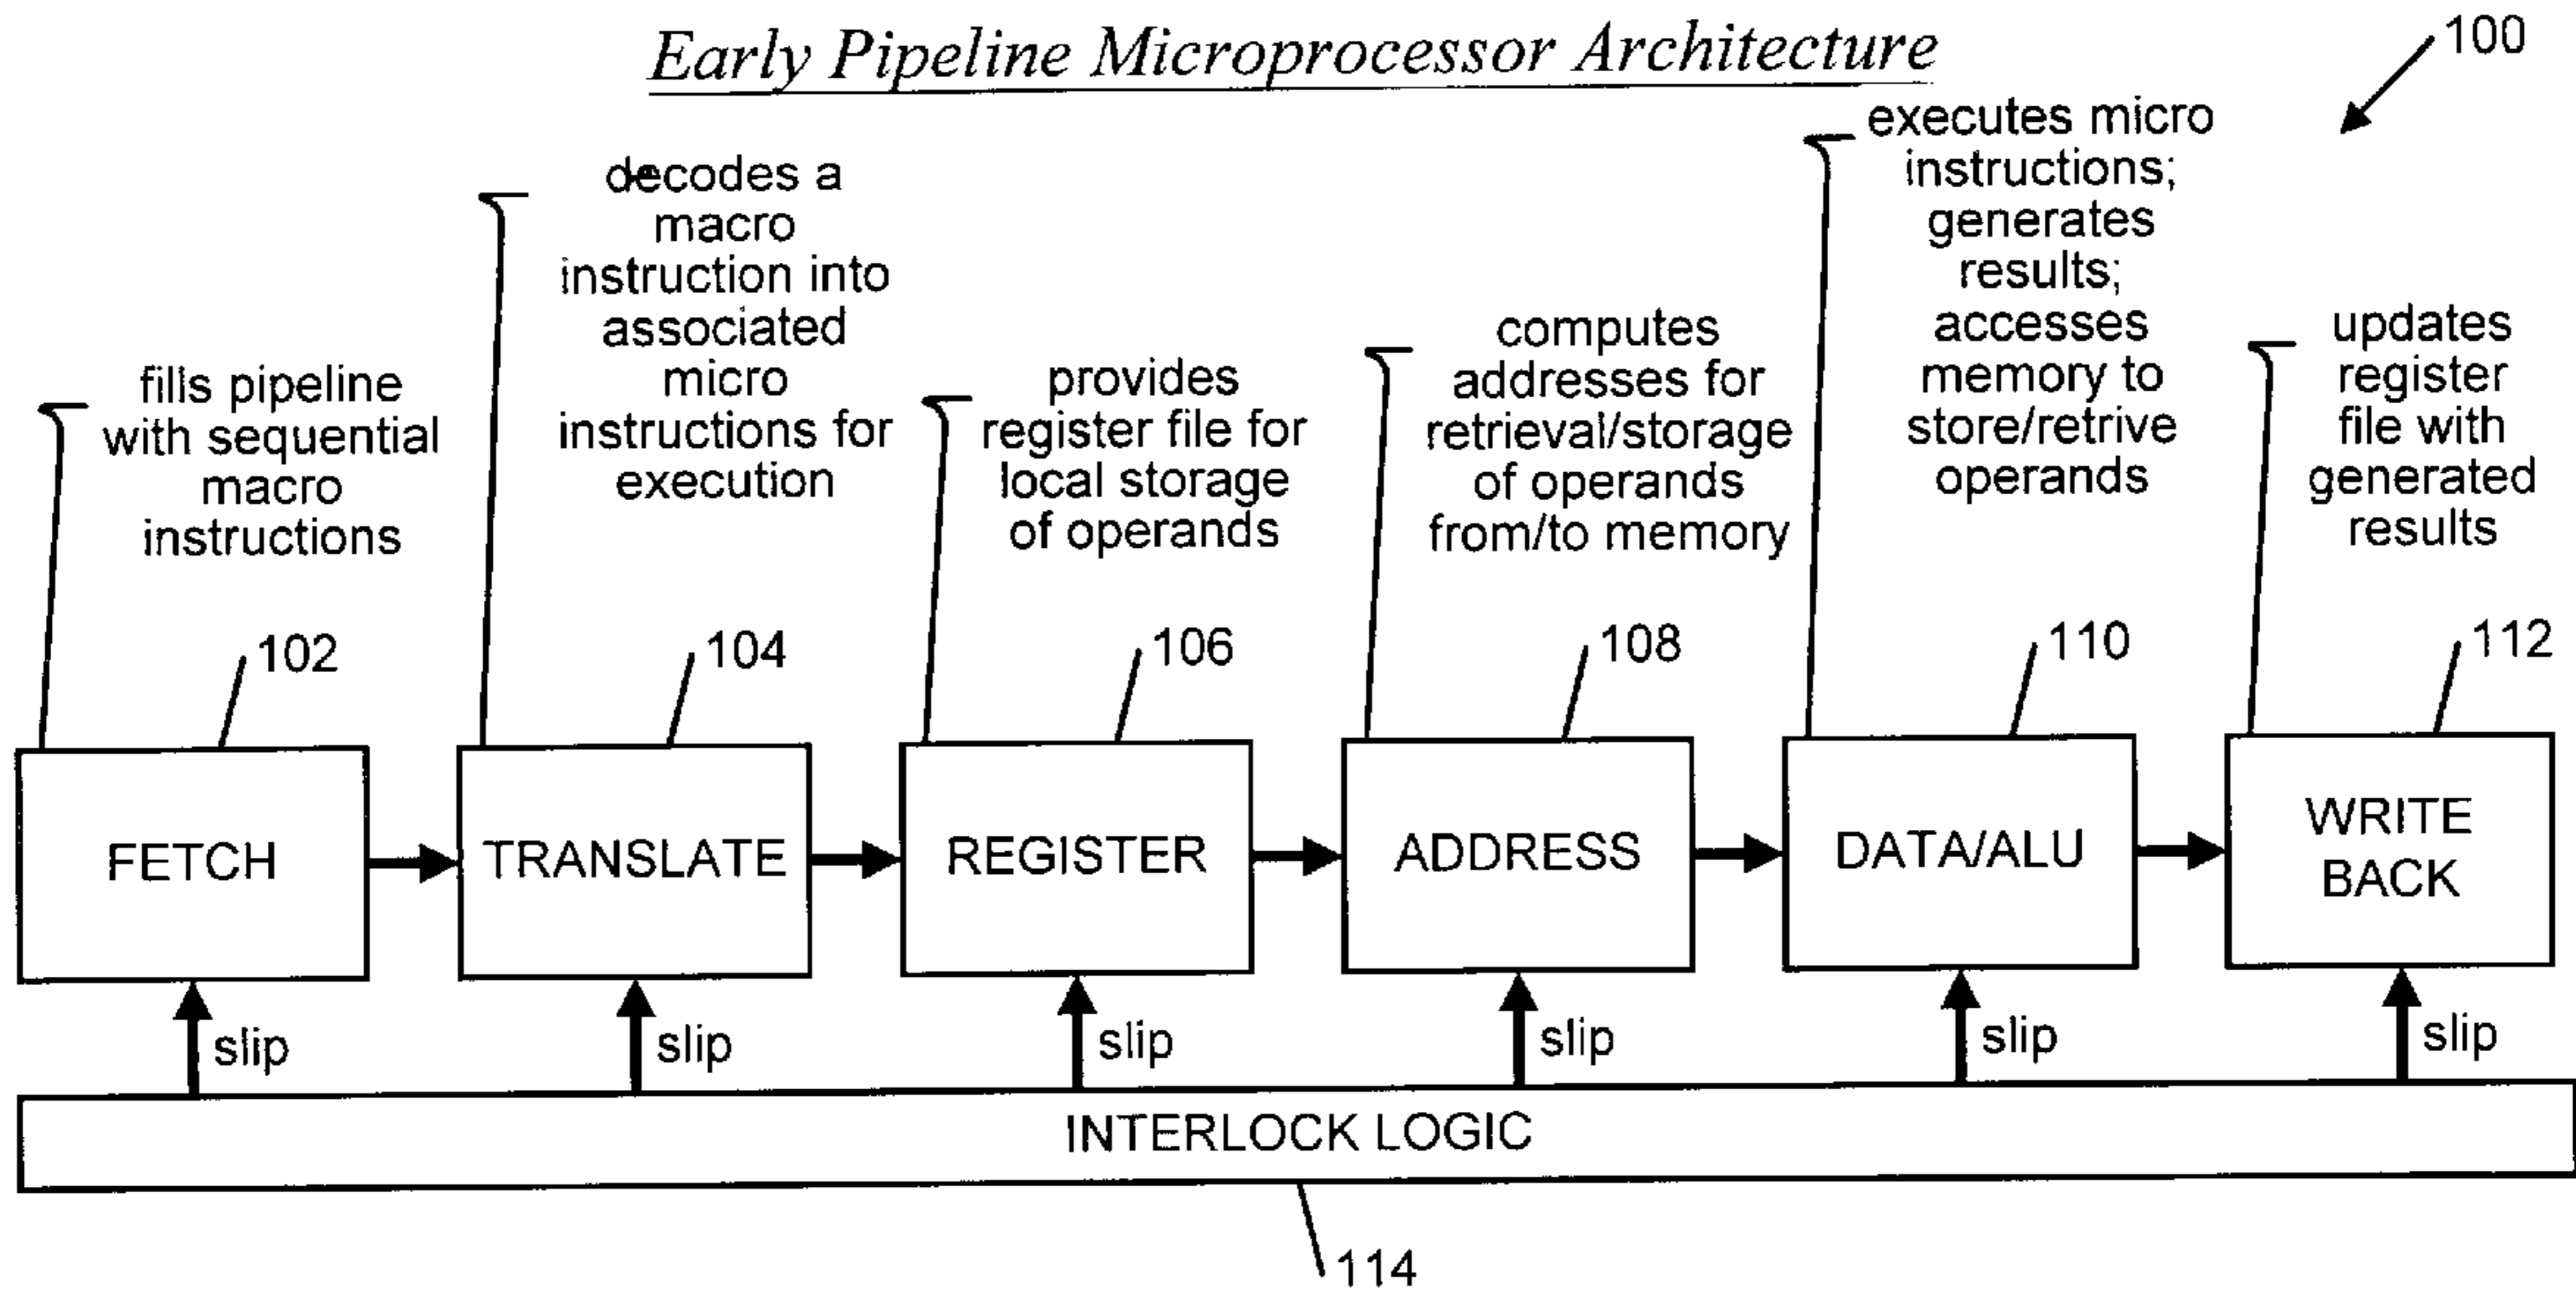 Early Pipeline Microprocessor Architecture
100
fills pipeline
with sequential
macro
instructions
decodes a
macro
instruction into
associated
micro
instructions for
execution
provides
register file for
local storage
of operands
computes
addresses for
retrieval/storage
of operands
from/to memory
executes micro
instructions;
generates
results;
accesses
memory to
store/retrive
operands
updates
register
file with
generated
results
102
104
106
108
110
112
FETCH
TRANSLATE
REGISTER
ADDRESS
DATA/ALU
WRITE
BACK
slip
slip
slip
slip
slip
slip
INTERLOCK LOGIC
114